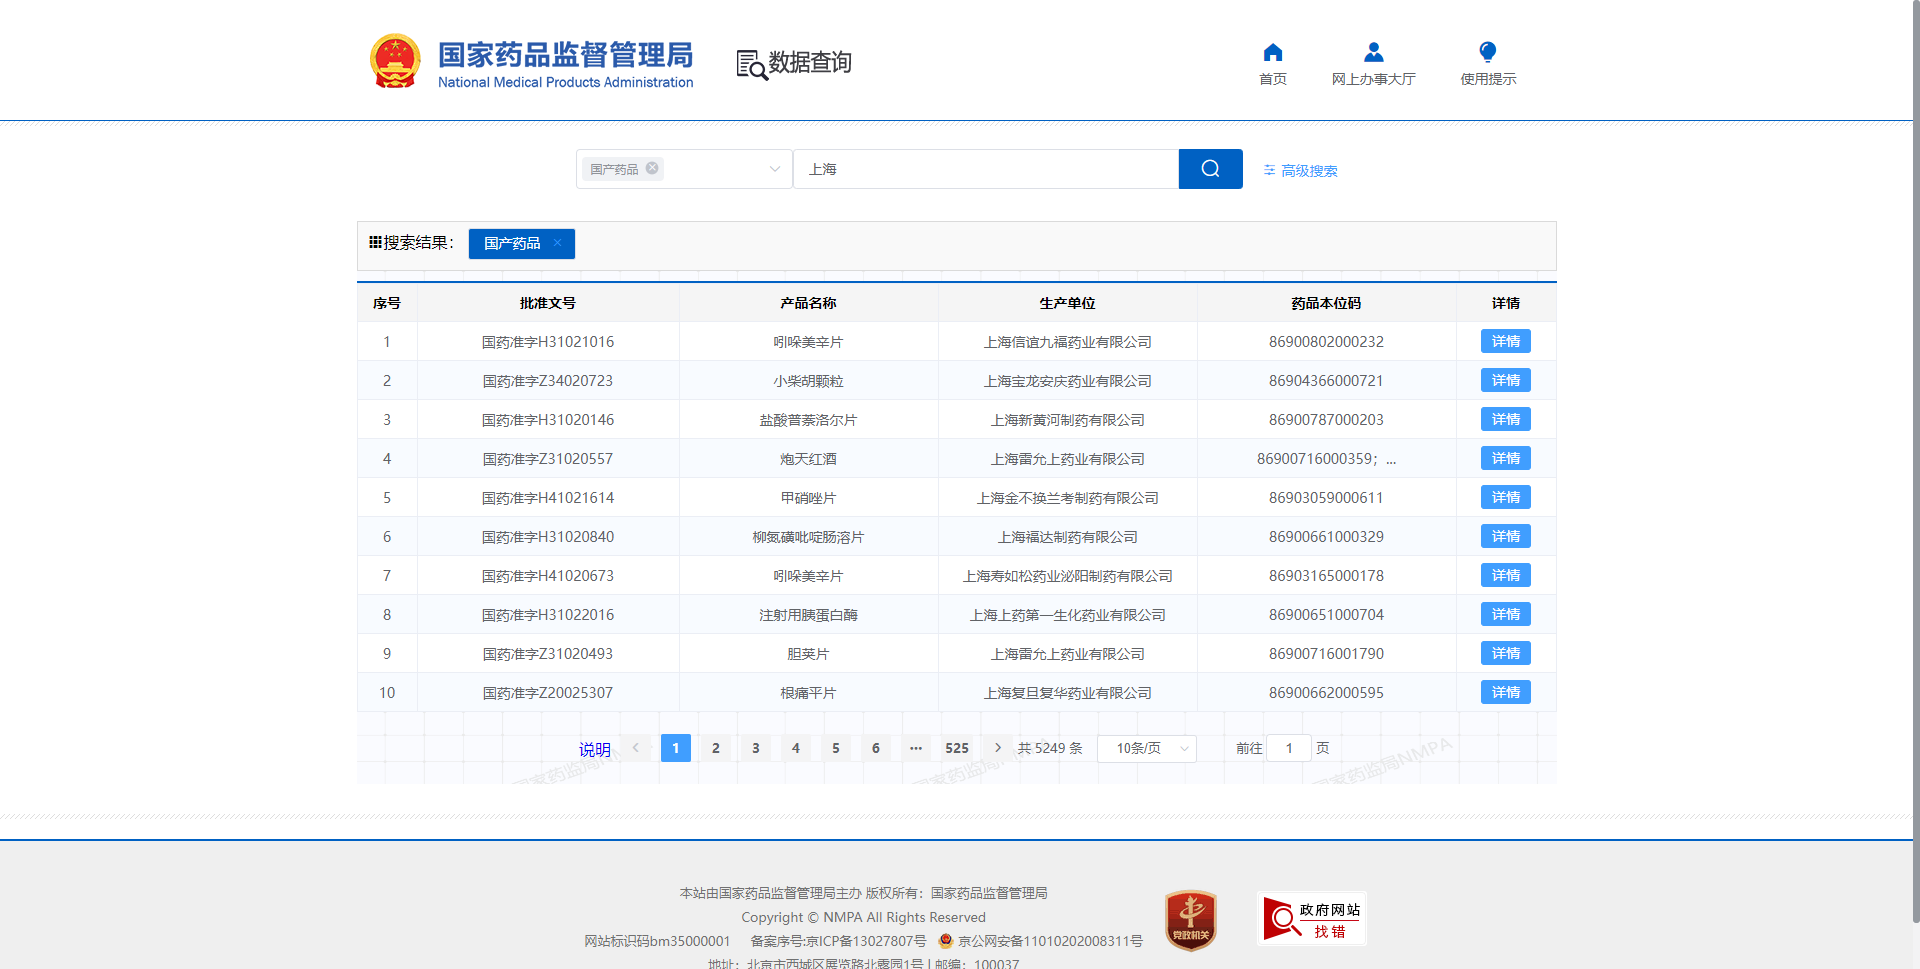 国家药品监督管理局
National Medical Products Administration
数据查询
首页
网上办事大厅
使用提示
国产药品
上海
高级搜索
搜索结果：
国产药品
序号 批准文号 产品名称 生产单位 药品本位码 详情
1 国药准字H31021016 吲哚美辛片 上海信谊九福药业有限公司 86900802000232 详情
2 国药准字Z34020723 小柴胡颗粒 上海宝龙安庆药业有限公司 86904366000721 详情
3 国药准字H31020146 盐酸普萘洛尔片 上海新黄河制药有限公司 86900787000203 详情
4 国药准字Z31020557 炮天红酒 上海雷允上药业有限公司 86900716000359；... 详情
5 国药准字H41021614 甲硝唑片 上海金不换兰考制药有限公司 86903059000611 详情
6 国药准字H31020840 柳氮磺吡啶肠溶片 上海福达制药有限公司 86900661000329 详情
7 国药准字H41020673 吲哚美辛片 上海寿如松药业泌阳制药有限公司 86903165000178 详情
8 国药准字H31022016 注射用胰蛋白酶 上海上药第一生化药业有限公司 86900651000704 详情
9 国药准字Z31020493 胆荚片 上海雷允上药业有限公司 86900716001790 详情
10 国药准字Z20025307 根痛平片 上海复旦复华药业有限公司 86900662000595 详情
说明 1 2 3 4 5 6 ... 525 共 5249 条 10条/页 前往 1 页
国家药监局NMPA
本站由国家药品监督管理局主办 版权所有：国家药品监督管理局
Copyright © NMPA All Rights Reserved
网站标识码bm35000001 备案序号:京ICP备13027807号 京公网安备11010202008311号
地址：北京市西城区展览路北露园1号 | 邮编：100037
党政机关
政府网站
找错